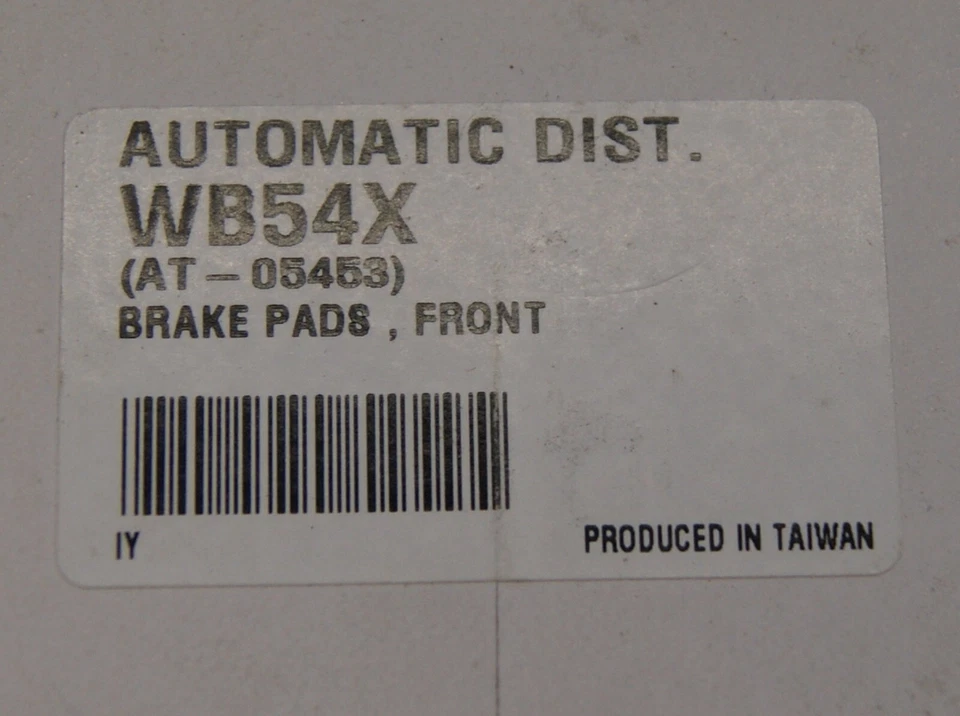 AUTOMATIC DIST.
WB54X
(AT-05453)
BRAKE PADS , FRONT
IY
PRODUCED IN TAIWAN